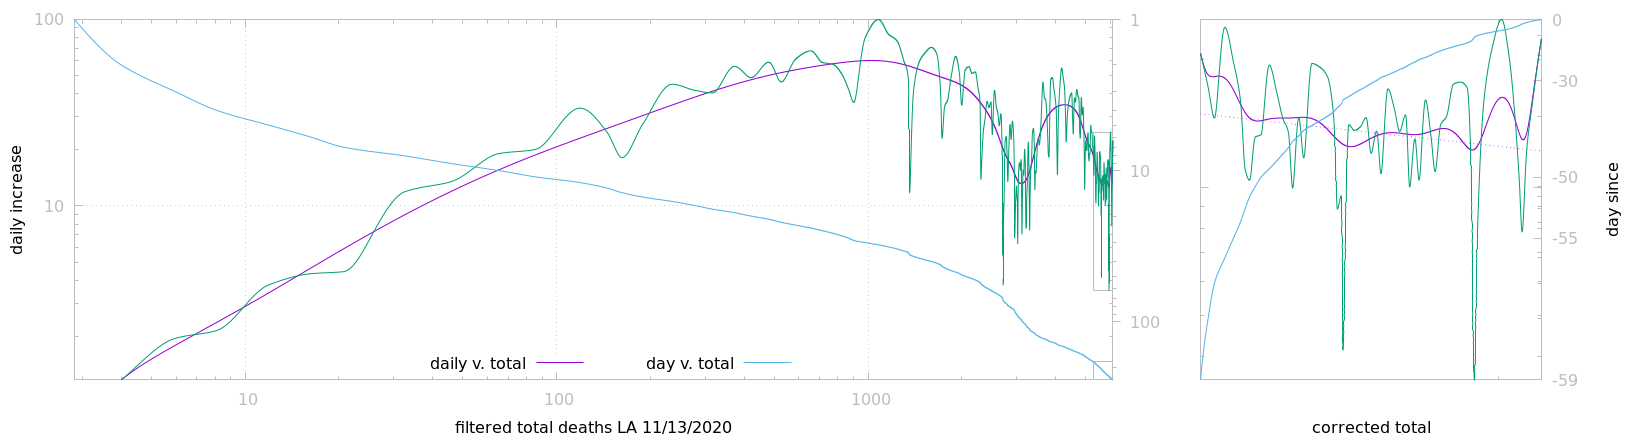 100
10
daily increase
10
100
1000
filtered total deaths LA 11/13/2020
daily v. total
day v. total
1
10
100
0
-30
-50
-55
-59
day since
corrected total